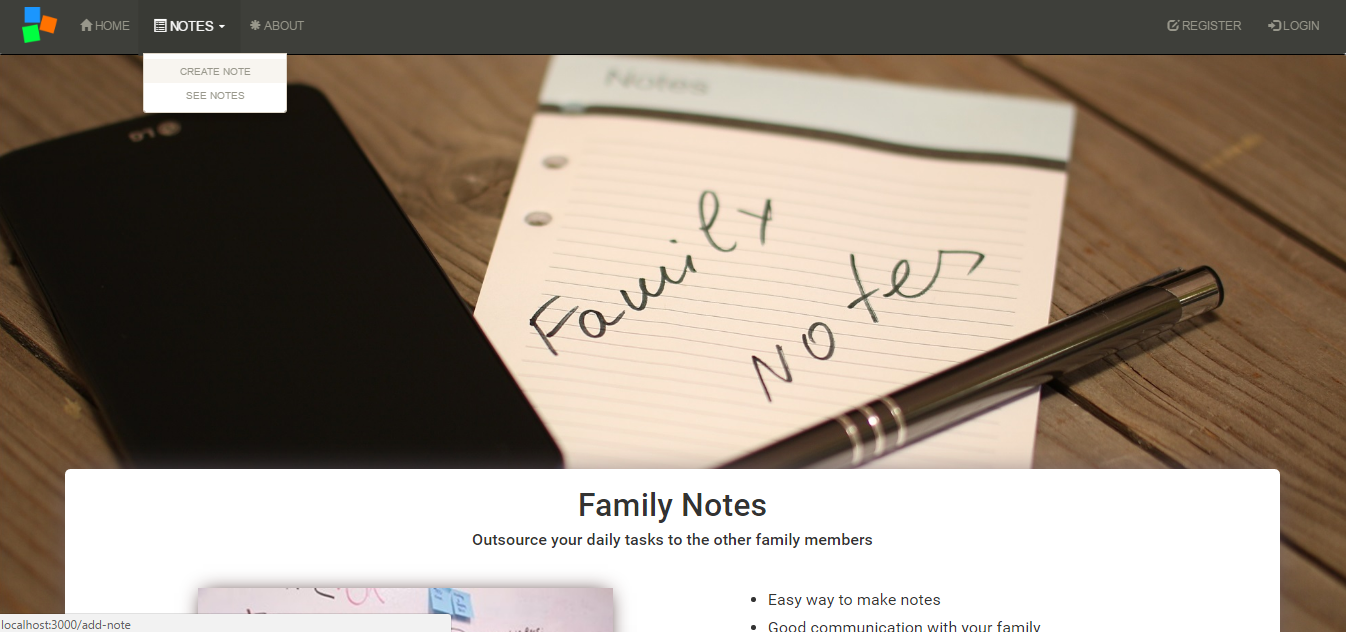 HOME
NOTES
ABOUT
REGISTER
LOGIN
CREATE NOTE
SEE NOTES
LG
Notes
Family
Notes
Family Notes
Outsource your daily tasks to the other family members
Easy way to make notes
Good communication with your family
localhost:3000/add-note